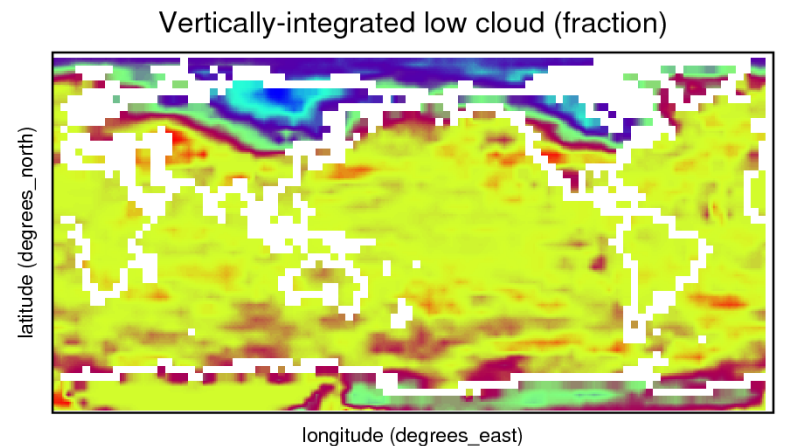 Vertically-integrated low cloud (fraction)
latitude (degrees_north)
longitude (degrees_east)